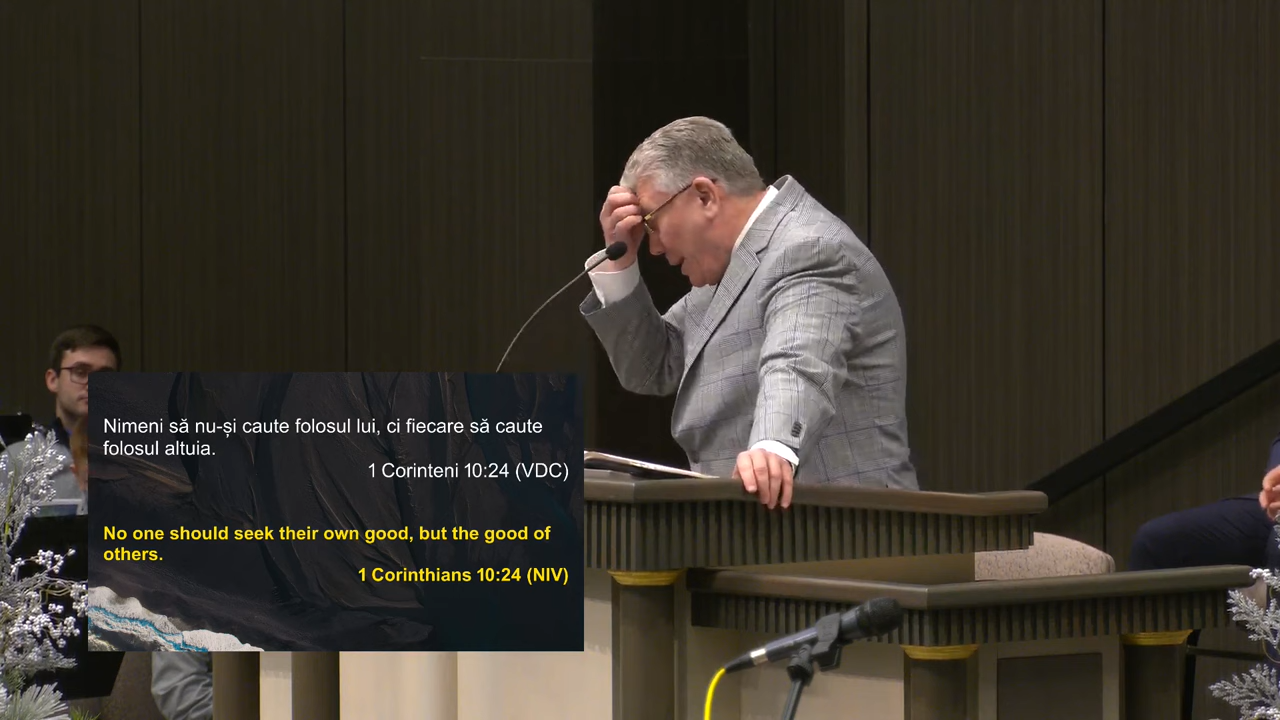 Nimeni să nu-și caute folosul lui, ci fiecare să caute
folosul altuia.
1 Corinteni 10:24 (VDC)
No one should seek their own good, but the good of
others.
1 Corinthians 10:24 (NIV)